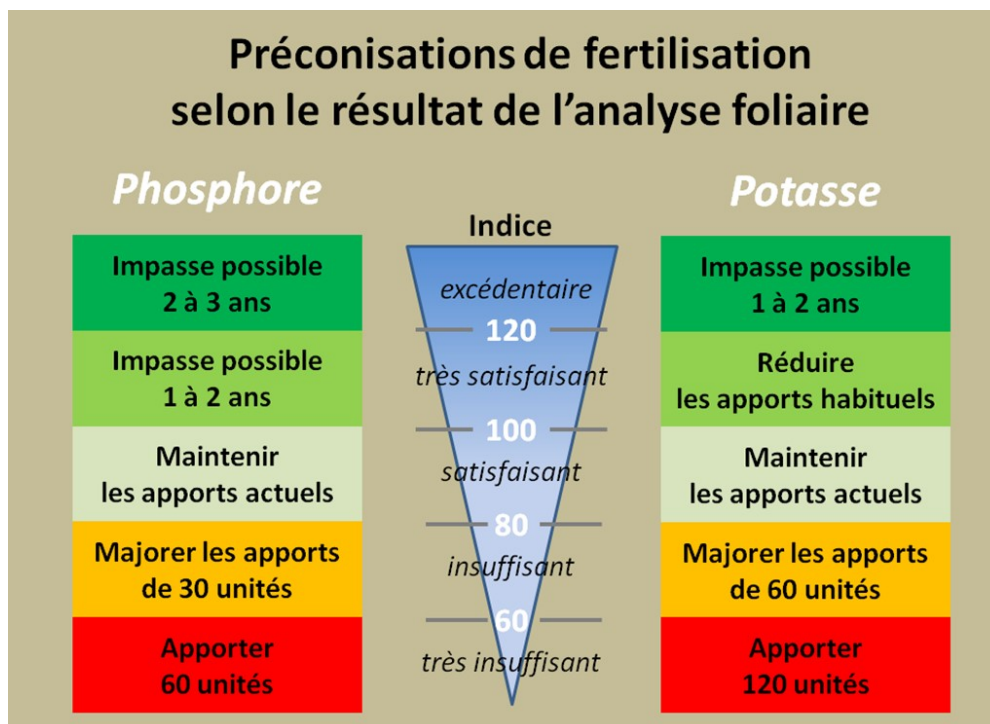 Préconisations de fertilisation
selon le résultat de l'analyse foliaire
Phosphore
Impasse possible
2 à 3 ans
Impasse possible
1 à 2 ans
Maintenir
les apports actuels
Majorer les apports
de 30 unités
Apporter
60 unités
Indice
excédentaire
120
très satisfaisant
100
satisfaisant
80
insuffisant
60
très insuffisant
Potasse
Impasse possible
1 à 2 ans
Réduire
les apports habituels
Maintenir
les apports actuels
Majorer les apports
de 60 unités
Apporter
120 unités